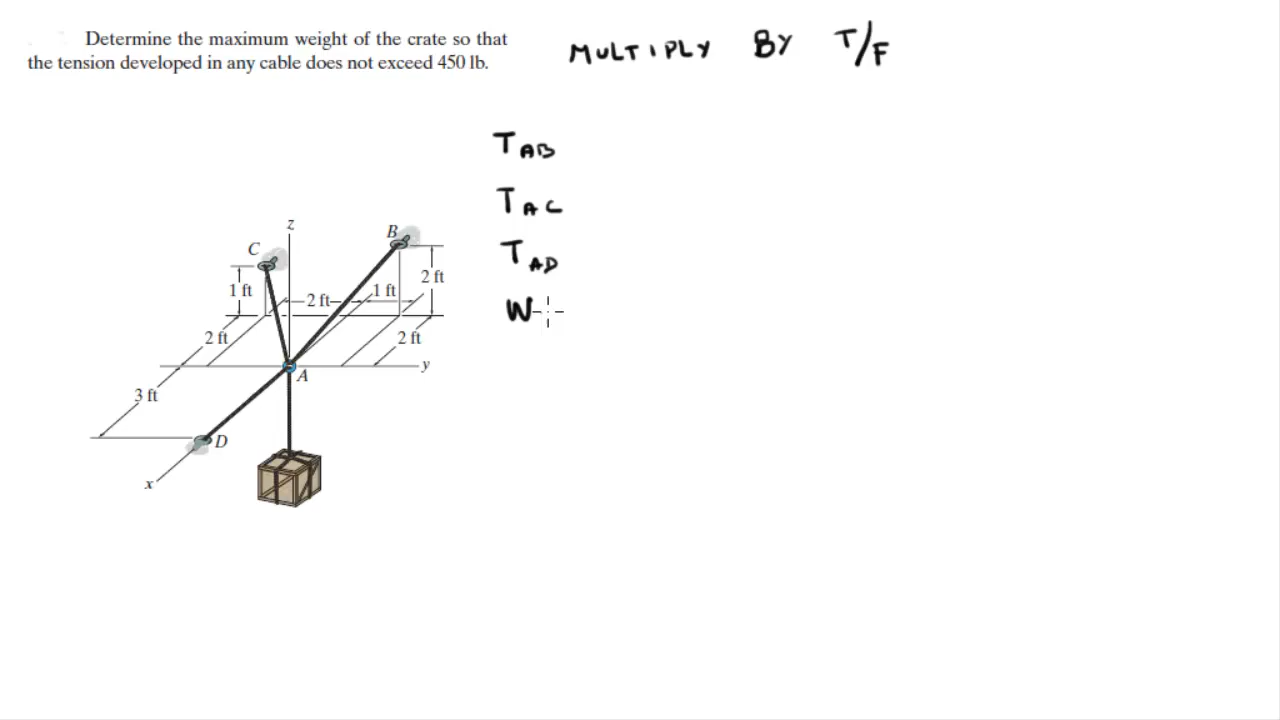 Determine the maximum weight of the crate so that
the tension developed in any cable does not exceed 450 lb.
MULTIPLY BY T/F
TAB
TAC
TAD
W
z
B
C
2 ft
1 ft
2 ft
1 ft
2 ft
2 ft
y
A
3 ft
D
x